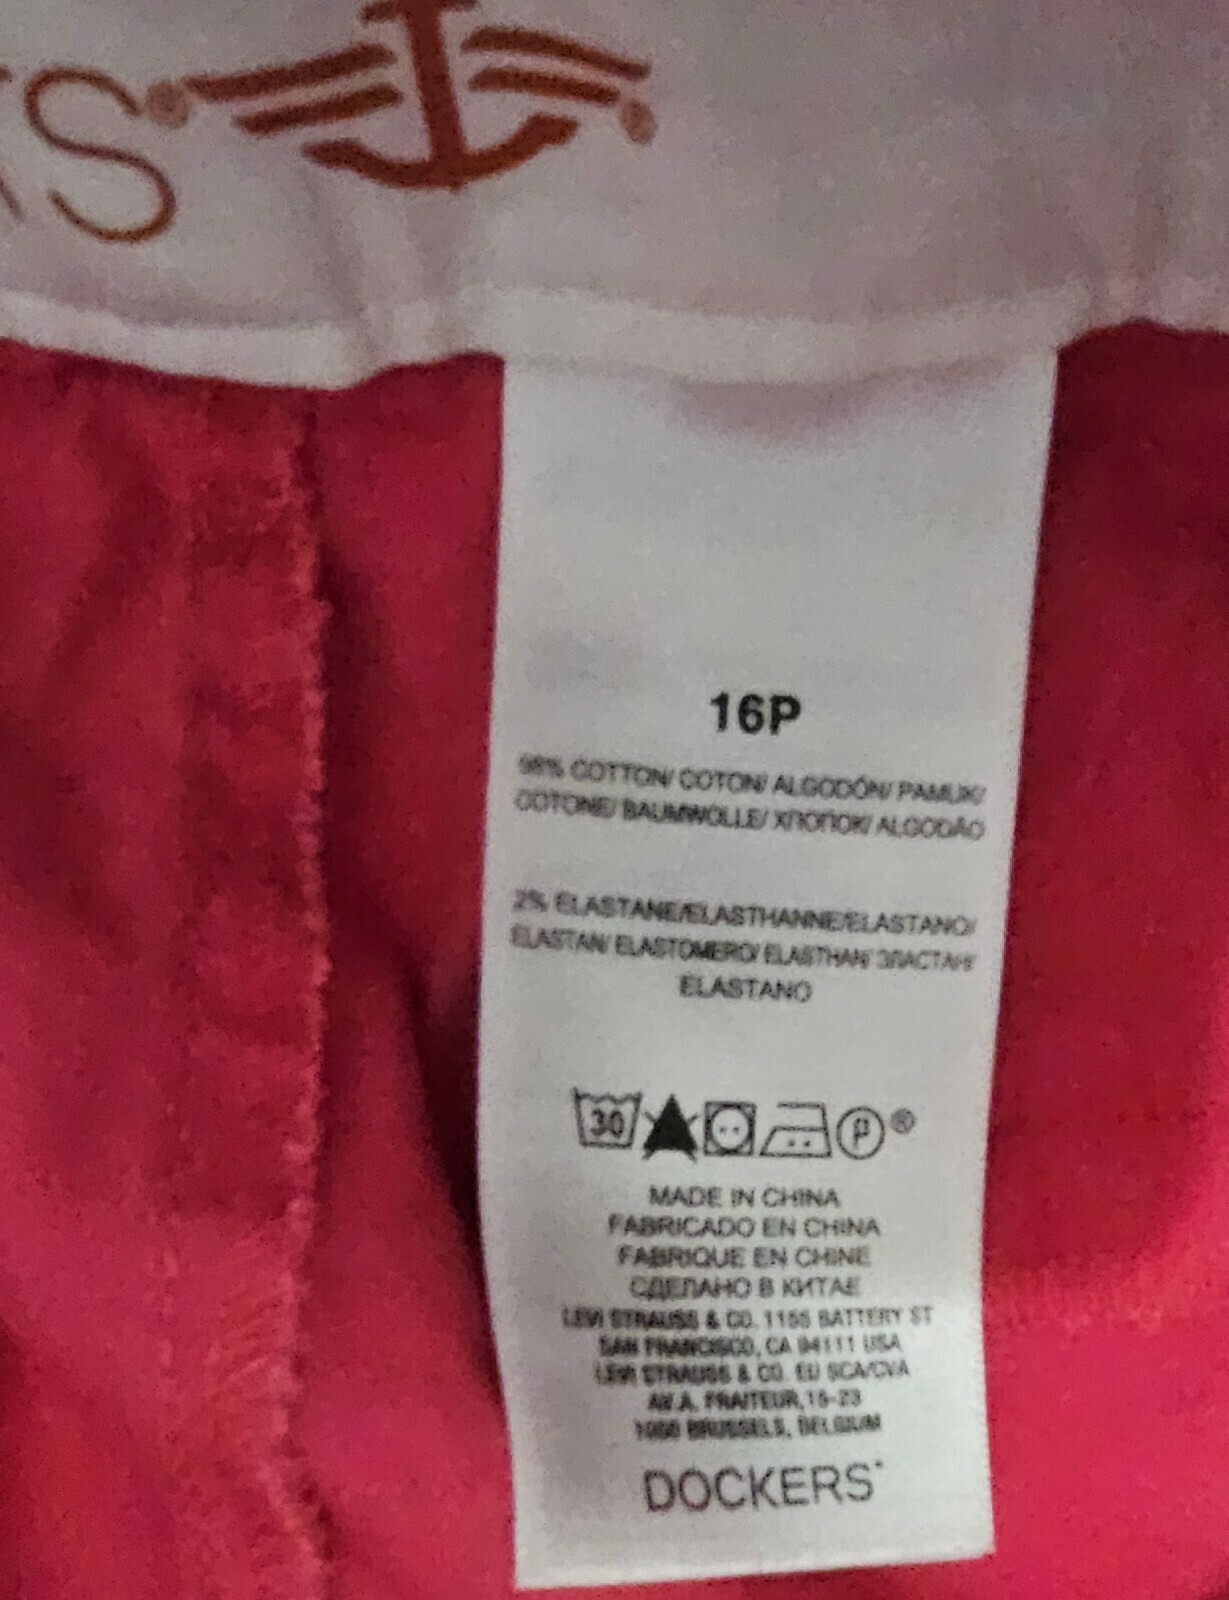 S®
®
16P
98% COTTON/ COTON/ ALGODÓN/ PAMUK/
COTONE/ BAUMWOLLE/ ХЛОПОК/ ALGODÃO
2% ELASTANE/ELASTHANNE/ELASTANO/
ELASTAN/ ELASTOMERO/ ELASTHAN/ ЭЛАСТАН/
ELASTANO
30 P ®
MADE IN CHINA
FABRICADO EN CHINA
FABRIQUE EN CHINE
СДЕЛАНО В КИТАЕ
LEVI STRAUSS & CO. 1155 BATTERY ST
SAN FRANCISCO, CA 94111 USA
LEVI STRAUSS & CO. EU SCA/CVA
AV.A. FRAITEUR,15-23
1050 BRUSSELS, BELGIUM
DOCKERS